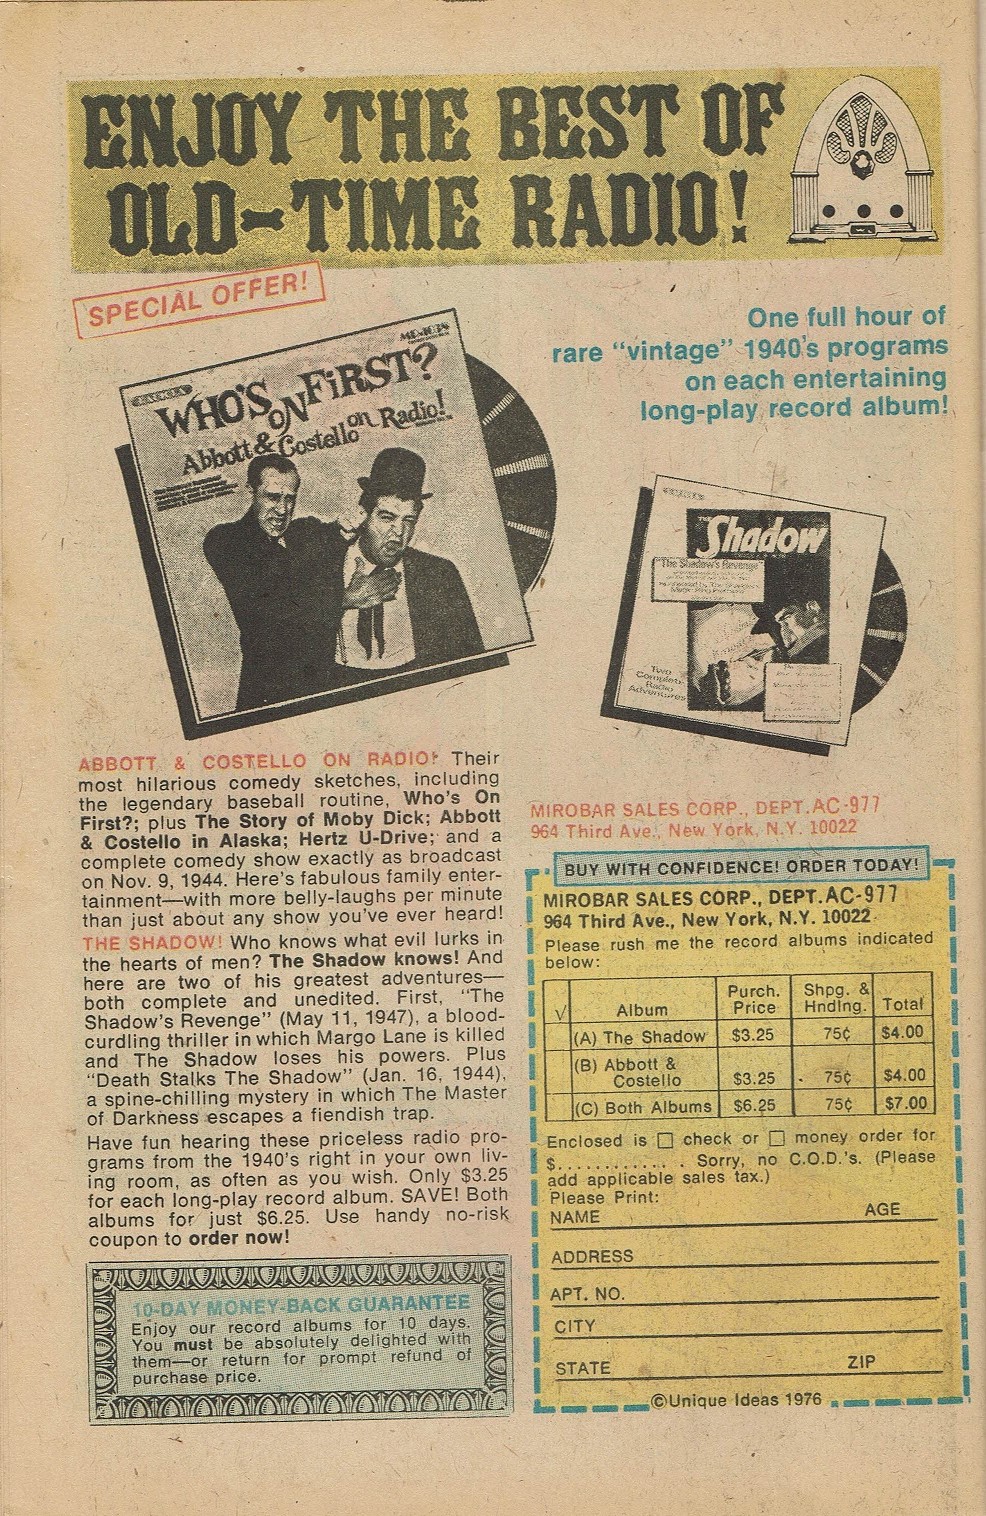 ENJOY THE BEST OF
OLD-TIME RADIO!
SPECIAL OFFER!
One full hour of
rare "vintage" 1940's programs
on each entertaining
long-play record album!
WHO'S
ON
FiRST?
Abbott & Costello on Radio!
The Shadow
"The Shadow's Revenge"
Two
Complete
Radio
Adventures
ABBOTT & COSTELLO ON RADIO! Their
most hilarious comedy sketches, including
the legendary baseball routine, Who's On
First?; plus The Story of Moby Dick; Abbott
& Costello in Alaska; Hertz U-Drive; and a
complete comedy show exactly as broadcast
on Nov. 9, 1944. Here's fabulous family enter-
tainment—with more belly-laughs per minute
than just about any show you've ever heard!
THE SHADOW! Who knows what evil lurks in
the hearts of men? The Shadow knows! And
here are two of his greatest adventures—
both complete and unedited. First, "The
Shadow's Revenge" (May 11, 1947), a blood-
curdling thriller in which Margo Lane is killed
and The Shadow loses his powers. Plus
"Death Stalks The Shadow" (Jan. 16, 1944),
a spine-chilling mystery in which The Master
of Darkness escapes a fiendish trap.
Have fun hearing these priceless radio pro-
grams from the 1940's right in your own liv-
ing room, as often as you wish. Only $3.25
for each long-play record album. SAVE! Both
albums for just $6.25. Use handy no-risk
coupon to order now!
10-DAY MONEY-BACK GUARANTEE
Enjoy our record albums for 10 days.
You must be absolutely delighted with
them—or return for prompt refund of
purchase price.
MIROBAR SALES CORP., DEPT. AC-977
964 Third Ave., New York, N.Y. 10022
BUY WITH CONFIDENCE! ORDER TODAY!
MIROBAR SALES CORP., DEPT. AC-977
964 Third Ave., New York, N.Y. 10022
Please rush me the record albums indicated
below:
√ Album Purch. Price Shpg. & Hndlng. Total
(A) The Shadow $3.25 75¢ $4.00
(B) Abbott & Costello $3.25 75¢ $4.00
(C) Both Albums $6.25 75¢ $7.00
Enclosed is □ check or □ money order for
$............ . Sorry, no C.O.D.'s. (Please
add applicable sales tax.)
Please Print:
NAME AGE
ADDRESS
APT. NO.
CITY
STATE ZIP
©Unique Ideas 1976